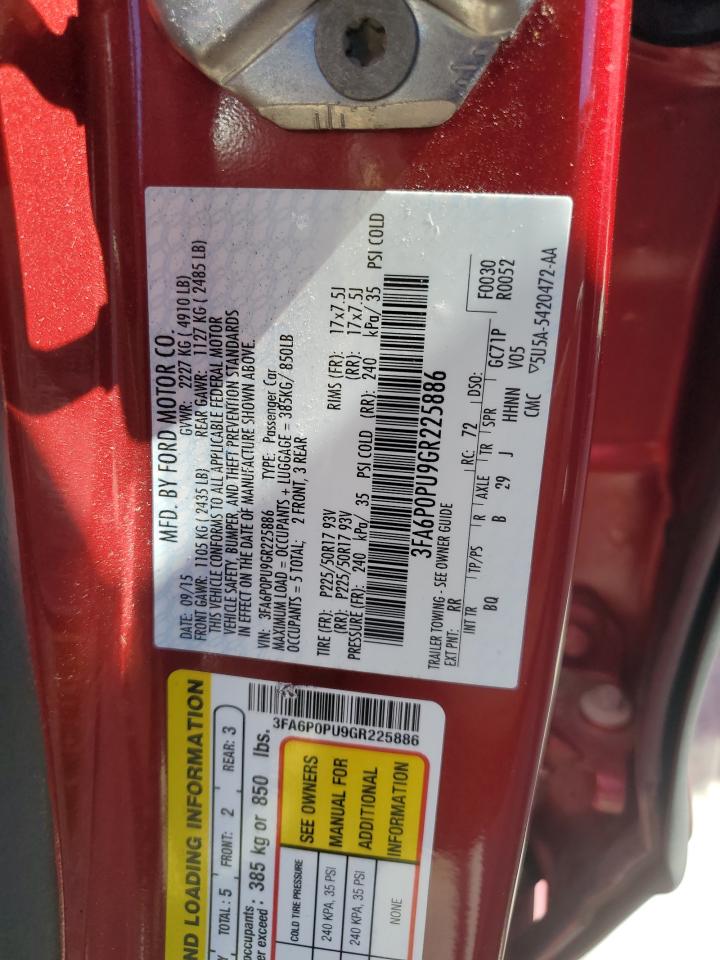 MFD. BY FORD MOTOR CO.
DATE: 09/15 GVWR: 2227 KG ( 4910 LB)
FRONT GAWR: 1105 KG ( 2435 LB) REAR GAWR: 1127 KG ( 2485 LB)
THIS VEHICLE CONFORMS TO ALL APPLICABLE FEDERAL MOTOR
VEHICLE SAFETY, BUMPER, AND THEFT PREVENTION STANDARDS
IN EFFECT ON THE DATE OF MANUFACTURE SHOWN ABOVE.
VIN: 3FA6P0PU9GR225886 TYPE: Passenger Car
MAXIMUM LOAD = OCCUPANTS + LUGGAGE = 385KG/ 850LB
OCCUPANTS = 5 TOTAL; 2 FRONT, 3 REAR
TIRE (FR): P225/50R17 93V RIMS (FR): 17x7.5J
(RR): P225/50R17 93V (RR): 17x7.5J
PRESSURE (FR): 240 kPa/ 35 PSI COLD (RR): 240 kPa/ 35 PSI COLD
3FA6P0PU9GR225886
TRAILER TOWING - SEE OWNER GUIDE
EXT PNT: RR RC: 72 DSO: F0030
R0052
INT TR TP/PS R AXLE TR SPR GC71P
BQ B 29 J HHNN V05
CMC ▽5U5A-5420472-AA
ND LOADING INFORMATION
Y TOTAL: 5 FRONT: 2 REAR: 3
occupants
er exceed : 385 kg or 850 lbs.
3FA6P0PU9GR225886
COLD TIRE PRESSURE
240 KPA, 35 PSI
240 KPA, 35 PSI
NONE
SEE OWNERS
MANUAL FOR
ADDITIONAL
INFORMATION